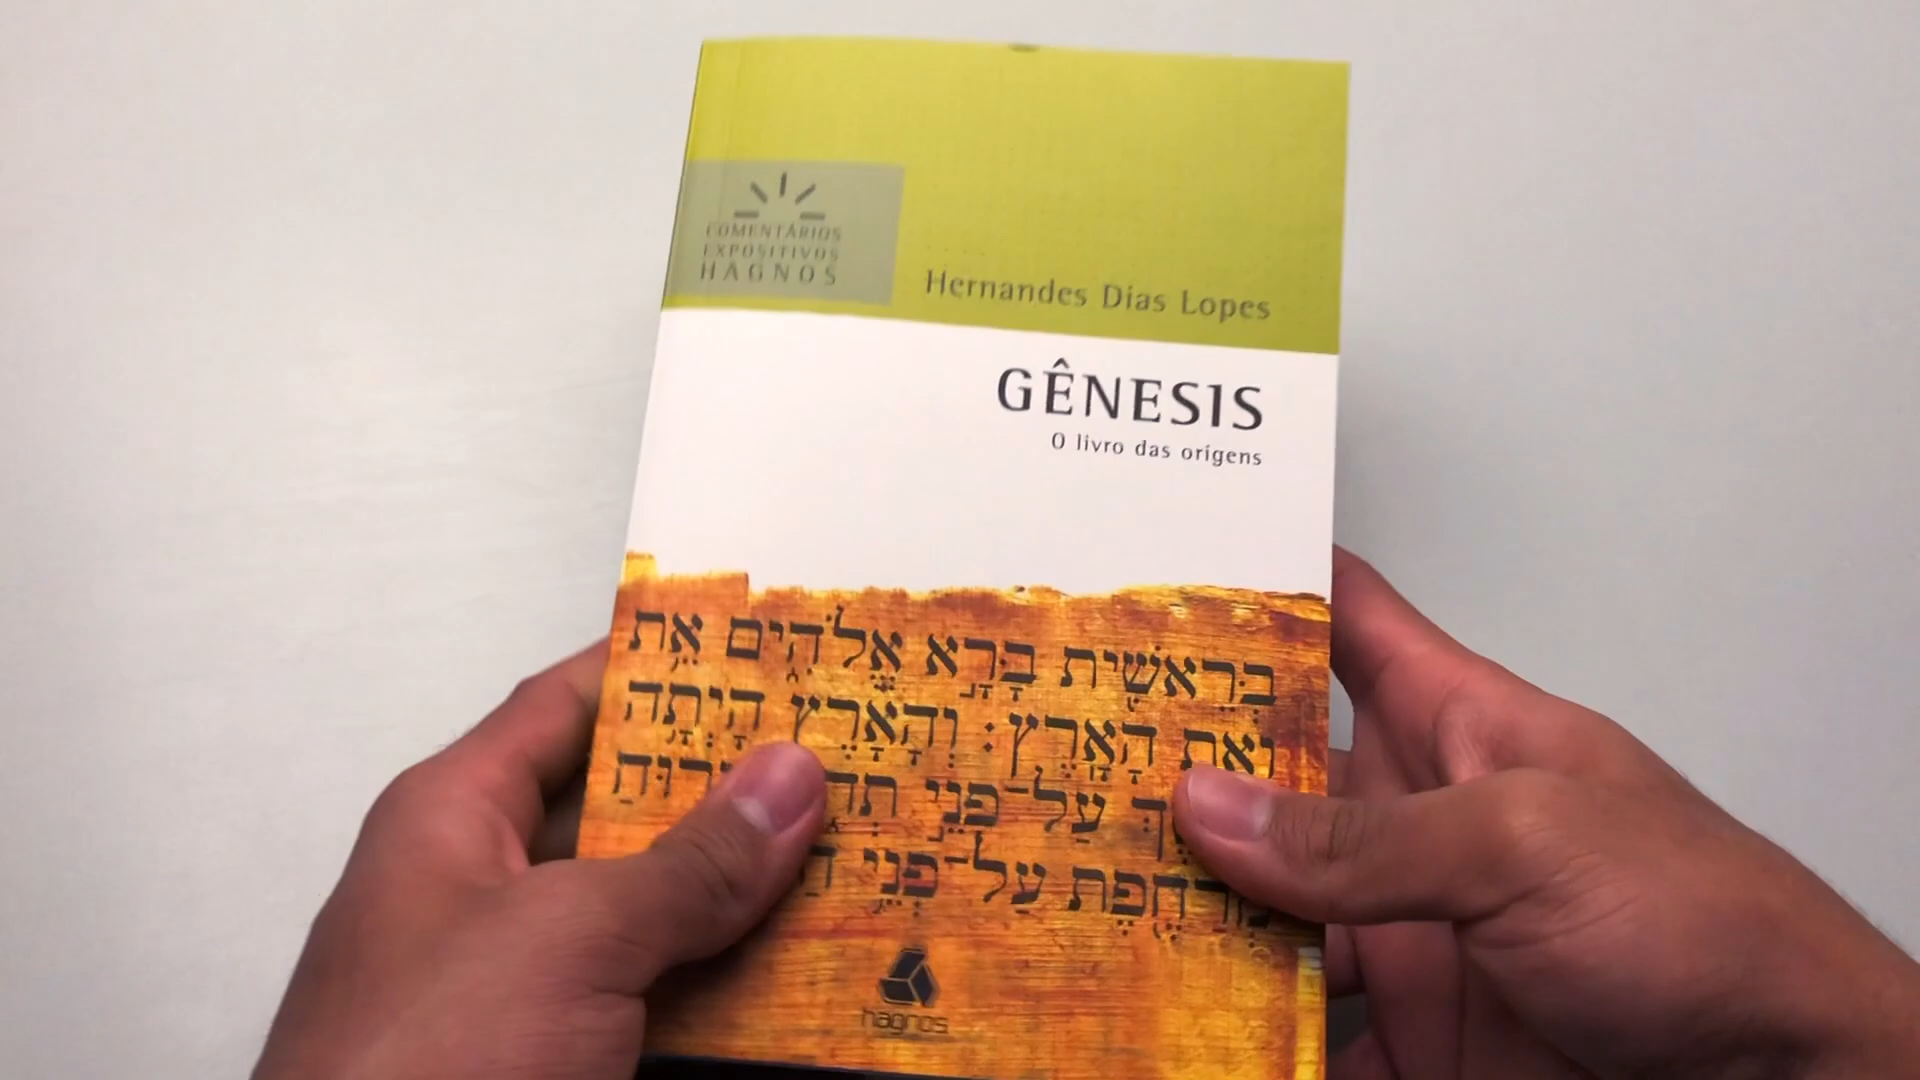 COMENTÁRIOS
EXPOSITIVOS
HAGNOS
Hernandes Dias Lopes
GÊNESIS
O livro das origens
בְּרֵאשִׁ֖ית בָּרָ֣א אֱלֹהִ֑ים אֵ֥ת
וְאֵ֥ת הָאָֽרֶץ׃ וְהָאָ֗רֶץ הָיְתָ֥ה
עַל־פְּנֵ֣י
מְרַחֶ֖פֶת עַל־פְּנֵ֥י
hagnos